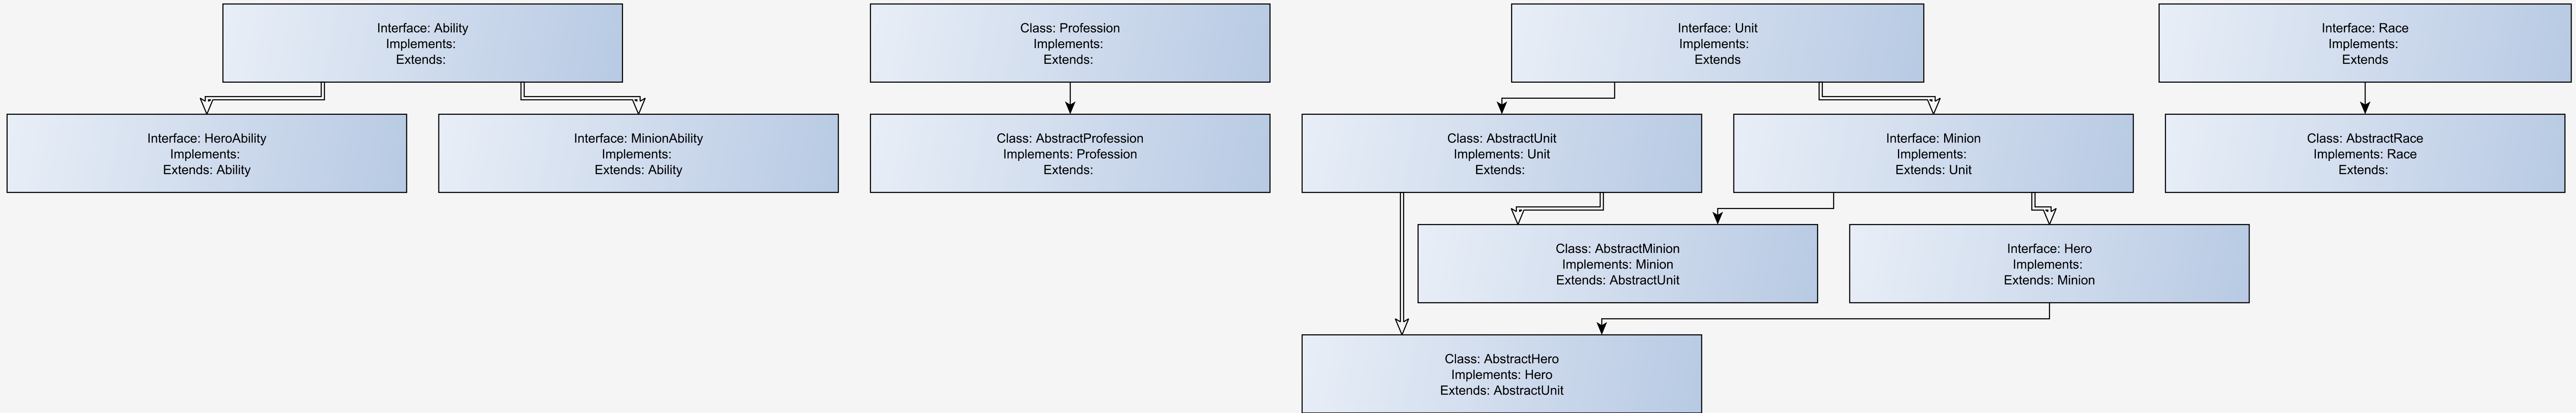 Interface: Ability
Implements:
Extends:
Class: Profession
Implements:
Extends:
Interface: Unit
Implements:
Extends
Interface: Race
Implements:
Extends
Interface: HeroAbility
Implements:
Extends: Ability
Interface: MinionAbility
Implements:
Extends: Ability
Class: AbstractProfession
Implements: Profession
Extends:
Class: AbstractUnit
Implements: Unit
Extends:
Interface: Minion
Implements:
Extends: Unit
Class: AbstractRace
Implements: Race
Extends:
Class: AbstractMinion
Implements: Minion
Extends: AbstractUnit
Interface: Hero
Implements:
Extends: Minion
Class: AbstractHero
Implements: Hero
Extends: AbstractUnit